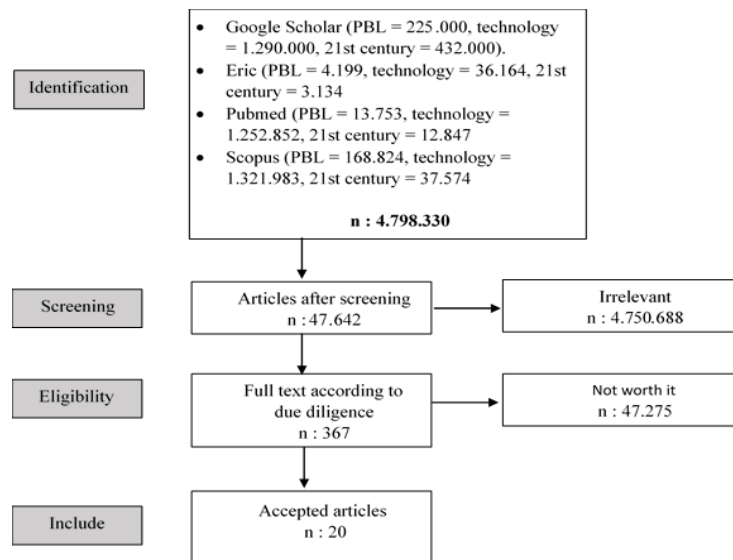 Identification
• Google Scholar (PBL = 225.000, technology
= 1.290.000, 21st century = 432.000).
• Eric (PBL = 4.199, technology = 36.164, 21st
century = 3.134
• Pubmed (PBL = 13.753, technology =
1.252.852, 21st century = 12.847
• Scopus (PBL = 168.824, technology =
1.321.983, 21st century = 37.574
n : 4.798.330
Screening
Articles after screening
n : 47.642
Irrelevant
n : 4.750.688
Eligibility
Full text according to
due diligence
n : 367
Not worth it
n : 47.275
Include
Accepted articles
n : 20